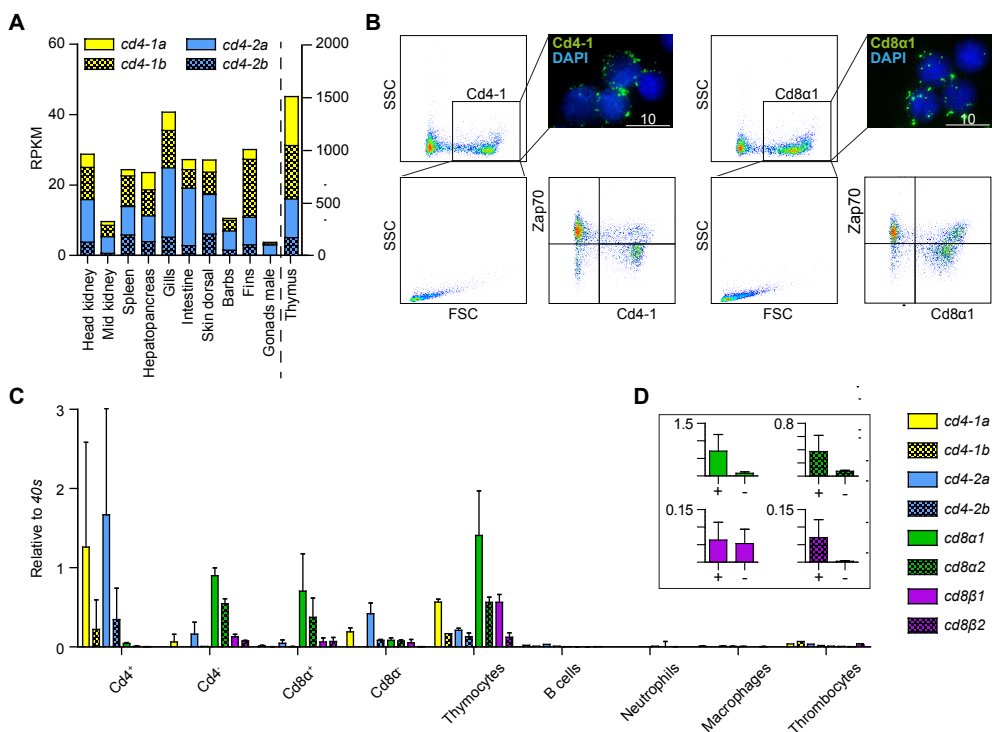 A
60
40
20
0
RPKM
cd4-1a
cd4-1b
cd4-2a
cd4-2b
2000
1500
1000
500
0
Head kidney
Mid kidney
Spleen
Hepatopancreas
Gills
Intestine
Skin dorsal
Barbs
Fins
Gonads male
Thymus
B
SSC
Cd4-1
Cd4-1
DAPI
10
SSC
FSC
Zap70
Cd4-1
SSC
Cd8α1
Cd8α1
DAPI
10
SSC
FSC
Zap70
Cd8α1
C
3
2
1
0
Relative to 40s
Cd4+
Cd4-
Cd8α+
Cd8α-
Thymocytes
B cells
Neutrophils
Macrophages
Thrombocytes
D
1.5
+ -
0.8
+ -
0.15
+ -
0.15
+ -
cd4-1a
cd4-1b
cd4-2a
cd4-2b
cd8α1
cd8α2
cd8β1
cd8β2